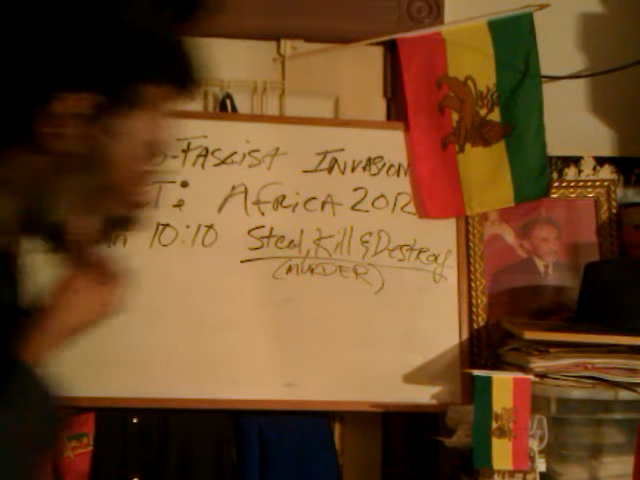 -FASCIST INVASION
T: AFRICA 2012
10:10 Steal, Kill & Destroy
(MURDER)